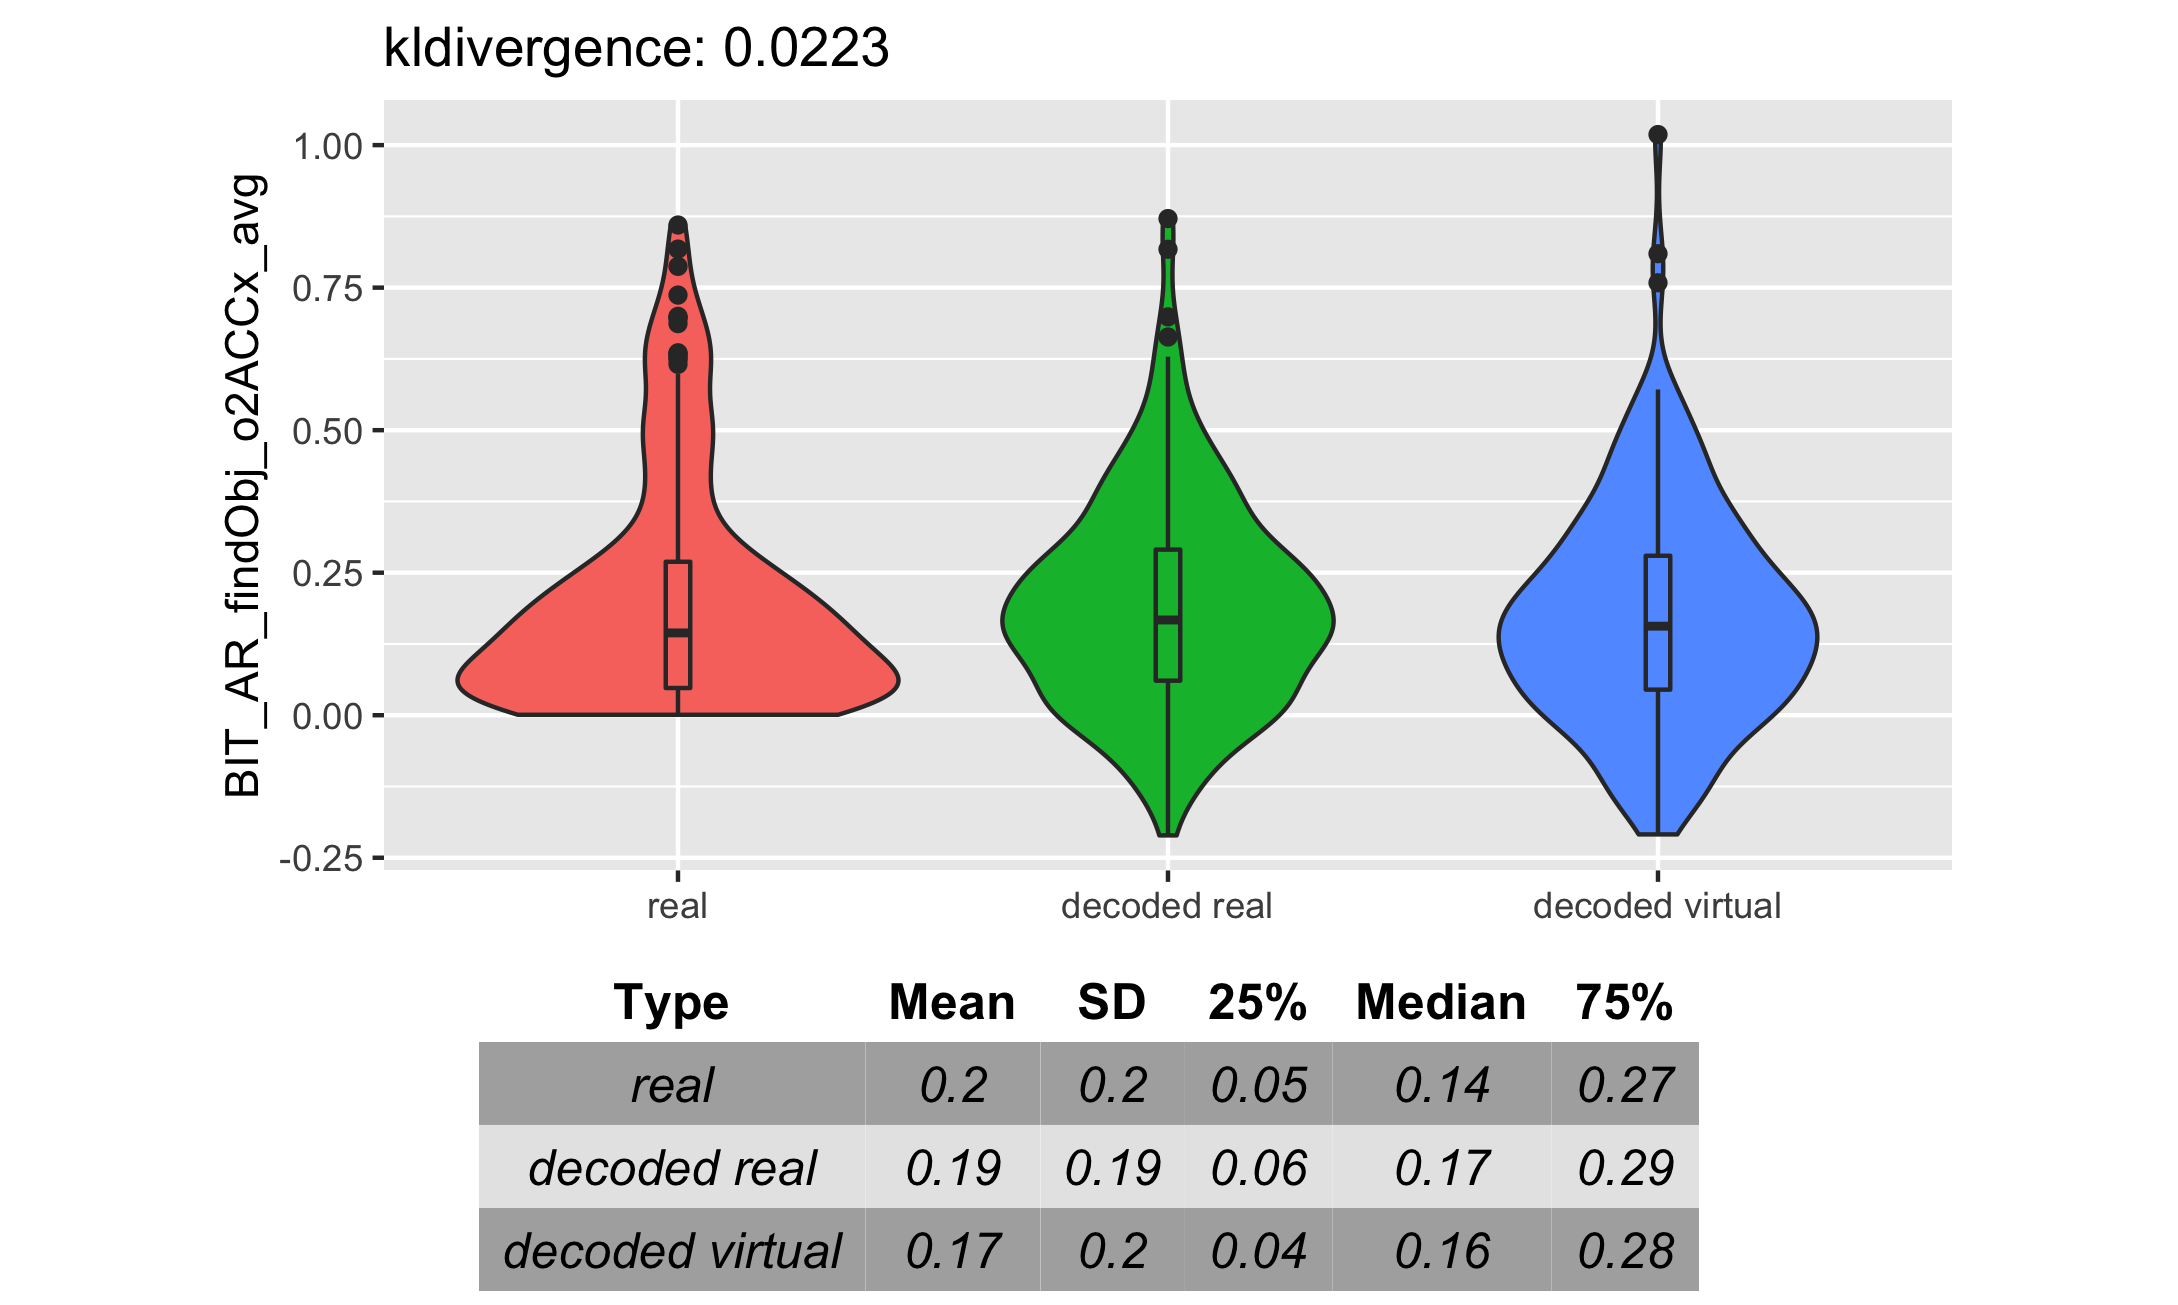 kldivergence: 0.0223
BIT_AR_findObj_o2ACCx_avg
1.00
0.75
0.50
0.25
0.00
-0.25
real decoded real decoded virtual
Type Mean SD 25% Median 75%
real 0.2 0.2 0.05 0.14 0.27
decoded real 0.19 0.19 0.06 0.17 0.29
decoded virtual 0.17 0.2 0.04 0.16 0.28